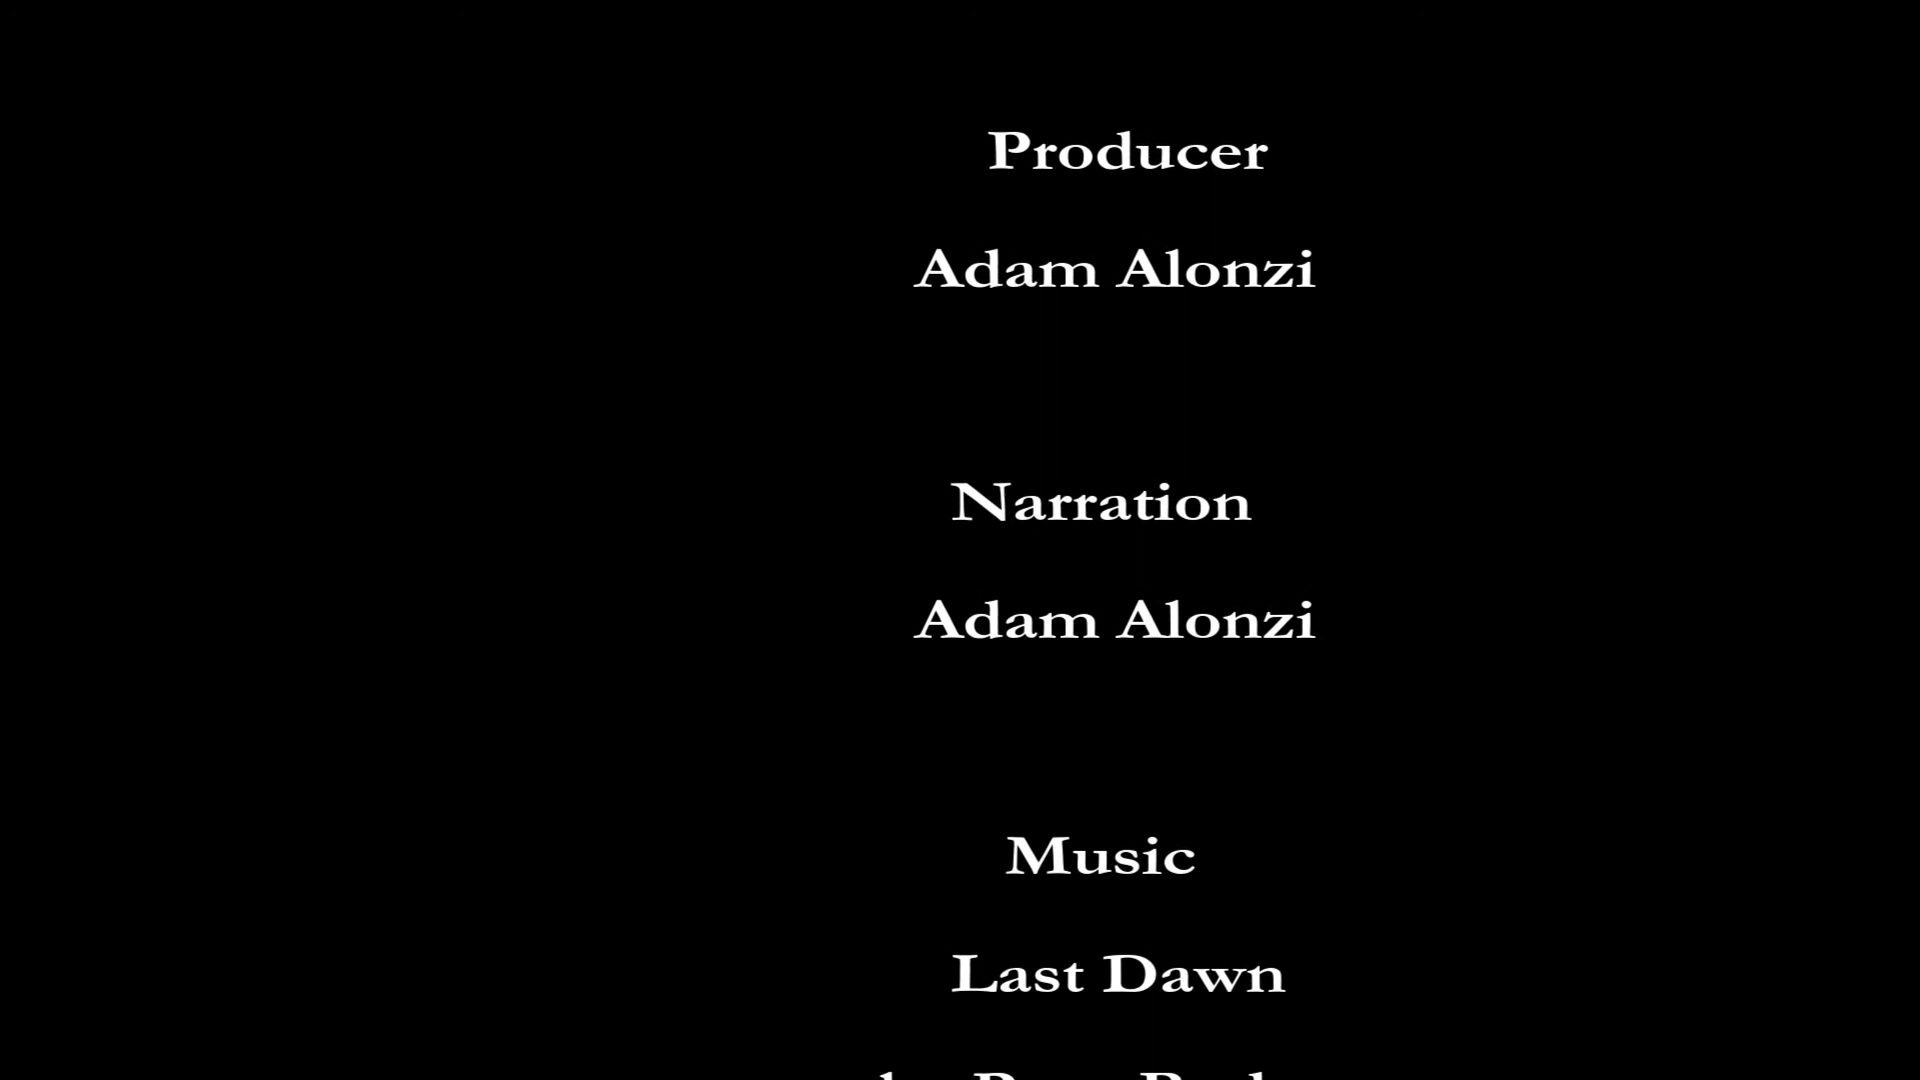 Producer
Adam Alonzi
Narration
Adam Alonzi
Music
Last Dawn